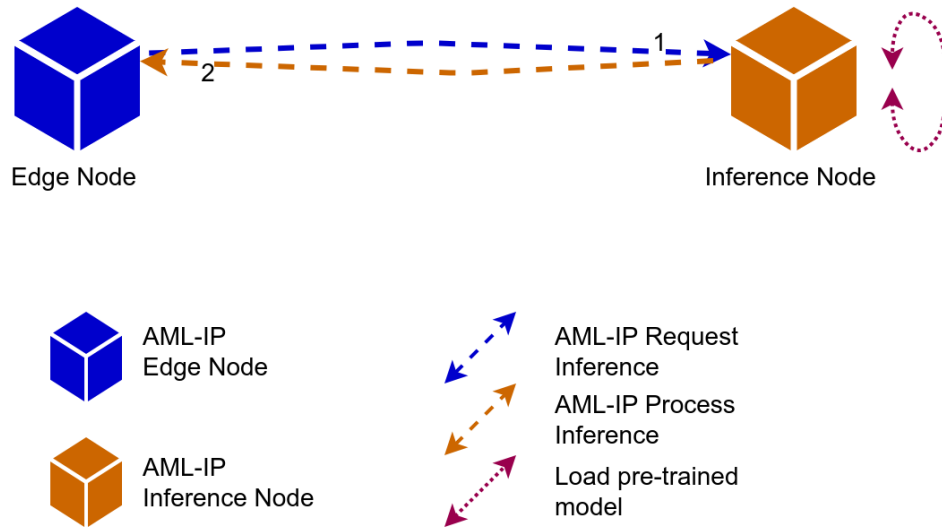 1
2
Edge Node
Inference Node
AML-IP
Edge Node
AML-IP Request
Inference
AML-IP Process
Inference
AML-IP
Inference Node
Load pre-trained
model